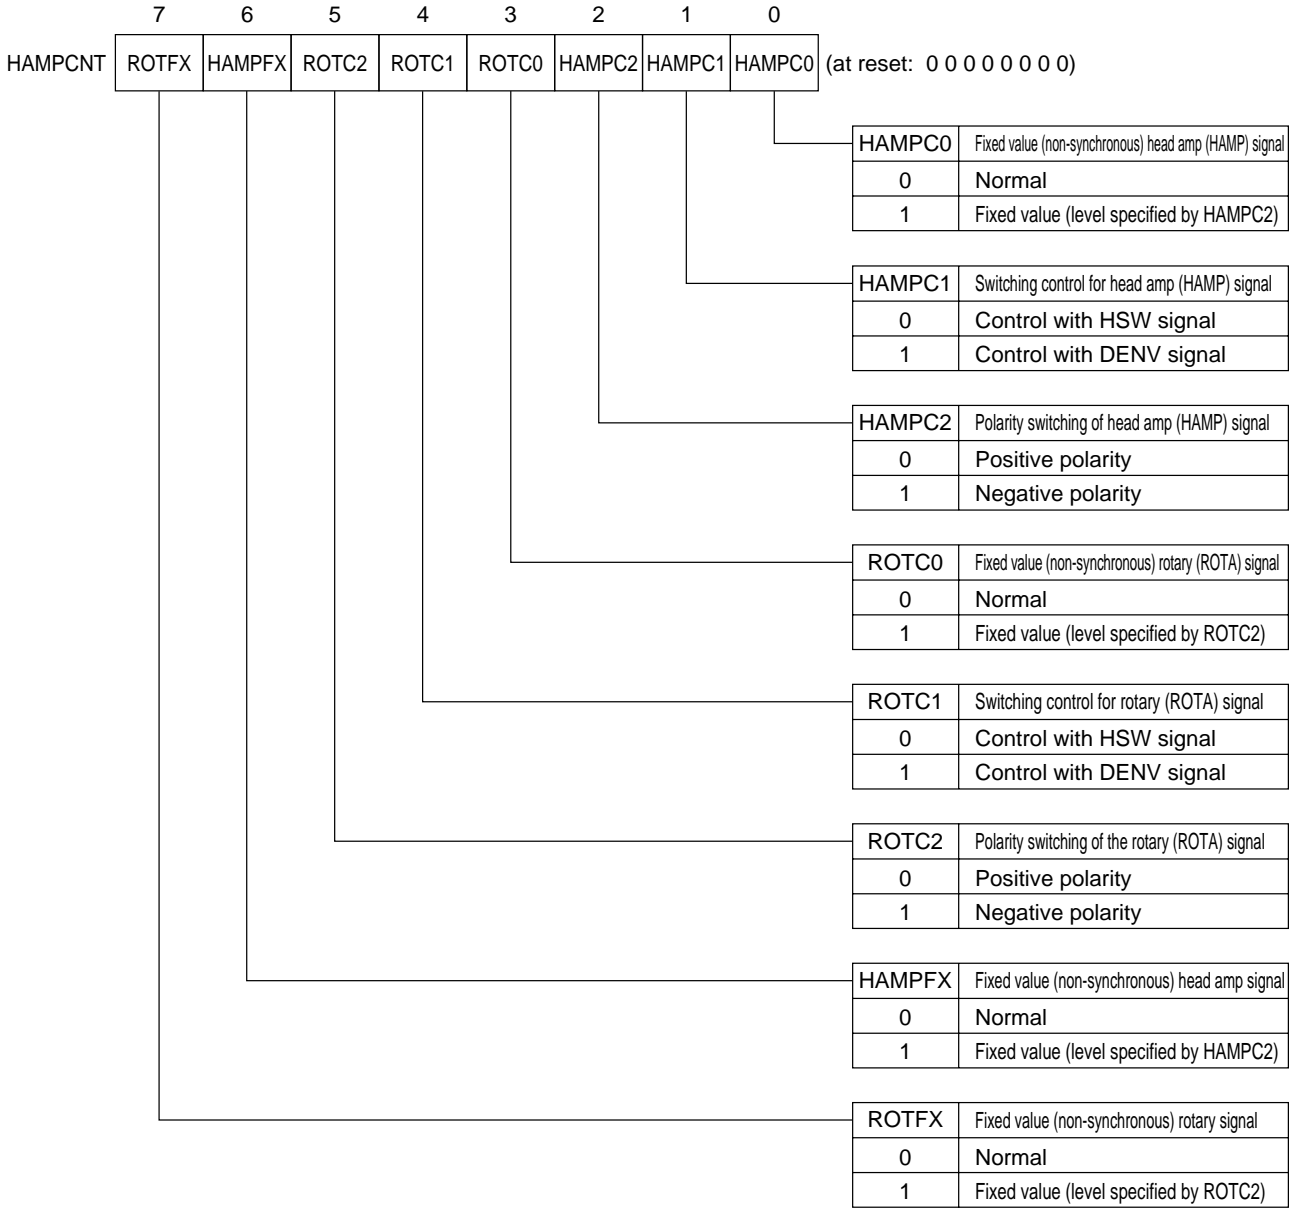 7 6 5 4 3 2 1 0
HAMPCNT ROTFX HAMPFX ROTC2 ROTC1 ROTC0 HAMPC2 HAMPC1 HAMPC0 (at reset: 0 0 0 0 0 0 0 0)
HAMPC0 Fixed value (non-synchronous) head amp (HAMP) signal
0 Normal
1 Fixed value (level specified by HAMPC2)
HAMPC1 Switching control for head amp (HAMP) signal
0 Control with HSW signal
1 Control with DENV signal
HAMPC2 Polarity switching of head amp (HAMP) signal
0 Positive polarity
1 Negative polarity
ROTC0 Fixed value (non-synchronous) rotary (ROTA) signal
0 Normal
1 Fixed value (level specified by ROTC2)
ROTC1 Switching control for rotary (ROTA) signal
0 Control with HSW signal
1 Control with DENV signal
ROTC2 Polarity switching of the rotary (ROTA) signal
0 Positive polarity
1 Negative polarity
HAMPFX Fixed value (non-synchronous) head amp signal
0 Normal
1 Fixed value (level specified by HAMPC2)
ROTFX Fixed value (non-synchronous) rotary signal
0 Normal
1 Fixed value (level specified by ROTC2)